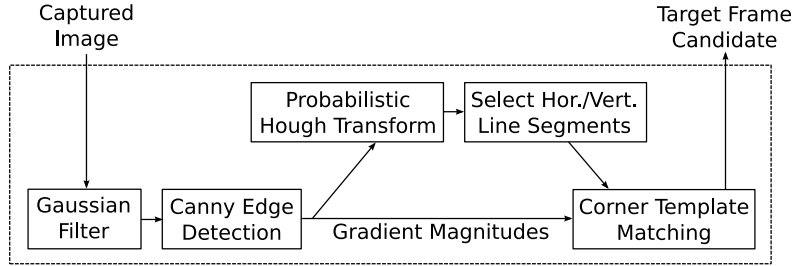 Captured
Image
Target Frame
Candidate
Probabilistic
Hough Transform
Select Hor./Vert.
Line Segments
Gaussian
Filter
Canny Edge
Detection
Gradient Magnitudes
Corner Template
Matching